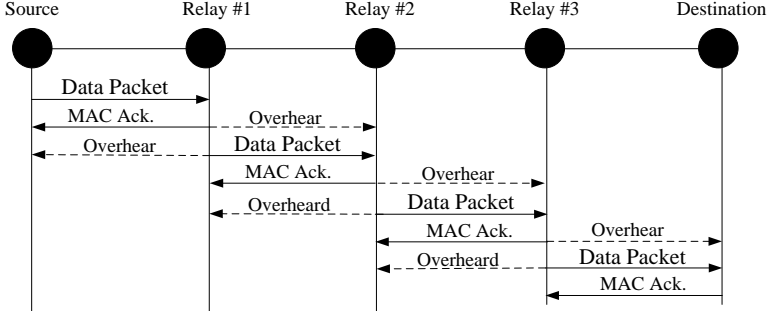 Source Relay #1 Relay #2 Relay #3 Destination
Data Packet
MAC Ack. Overhear
Overhear Data Packet
MAC Ack. Overhear
Overheard Data Packet
MAC Ack. Overhear
Overheard Data Packet
MAC Ack.